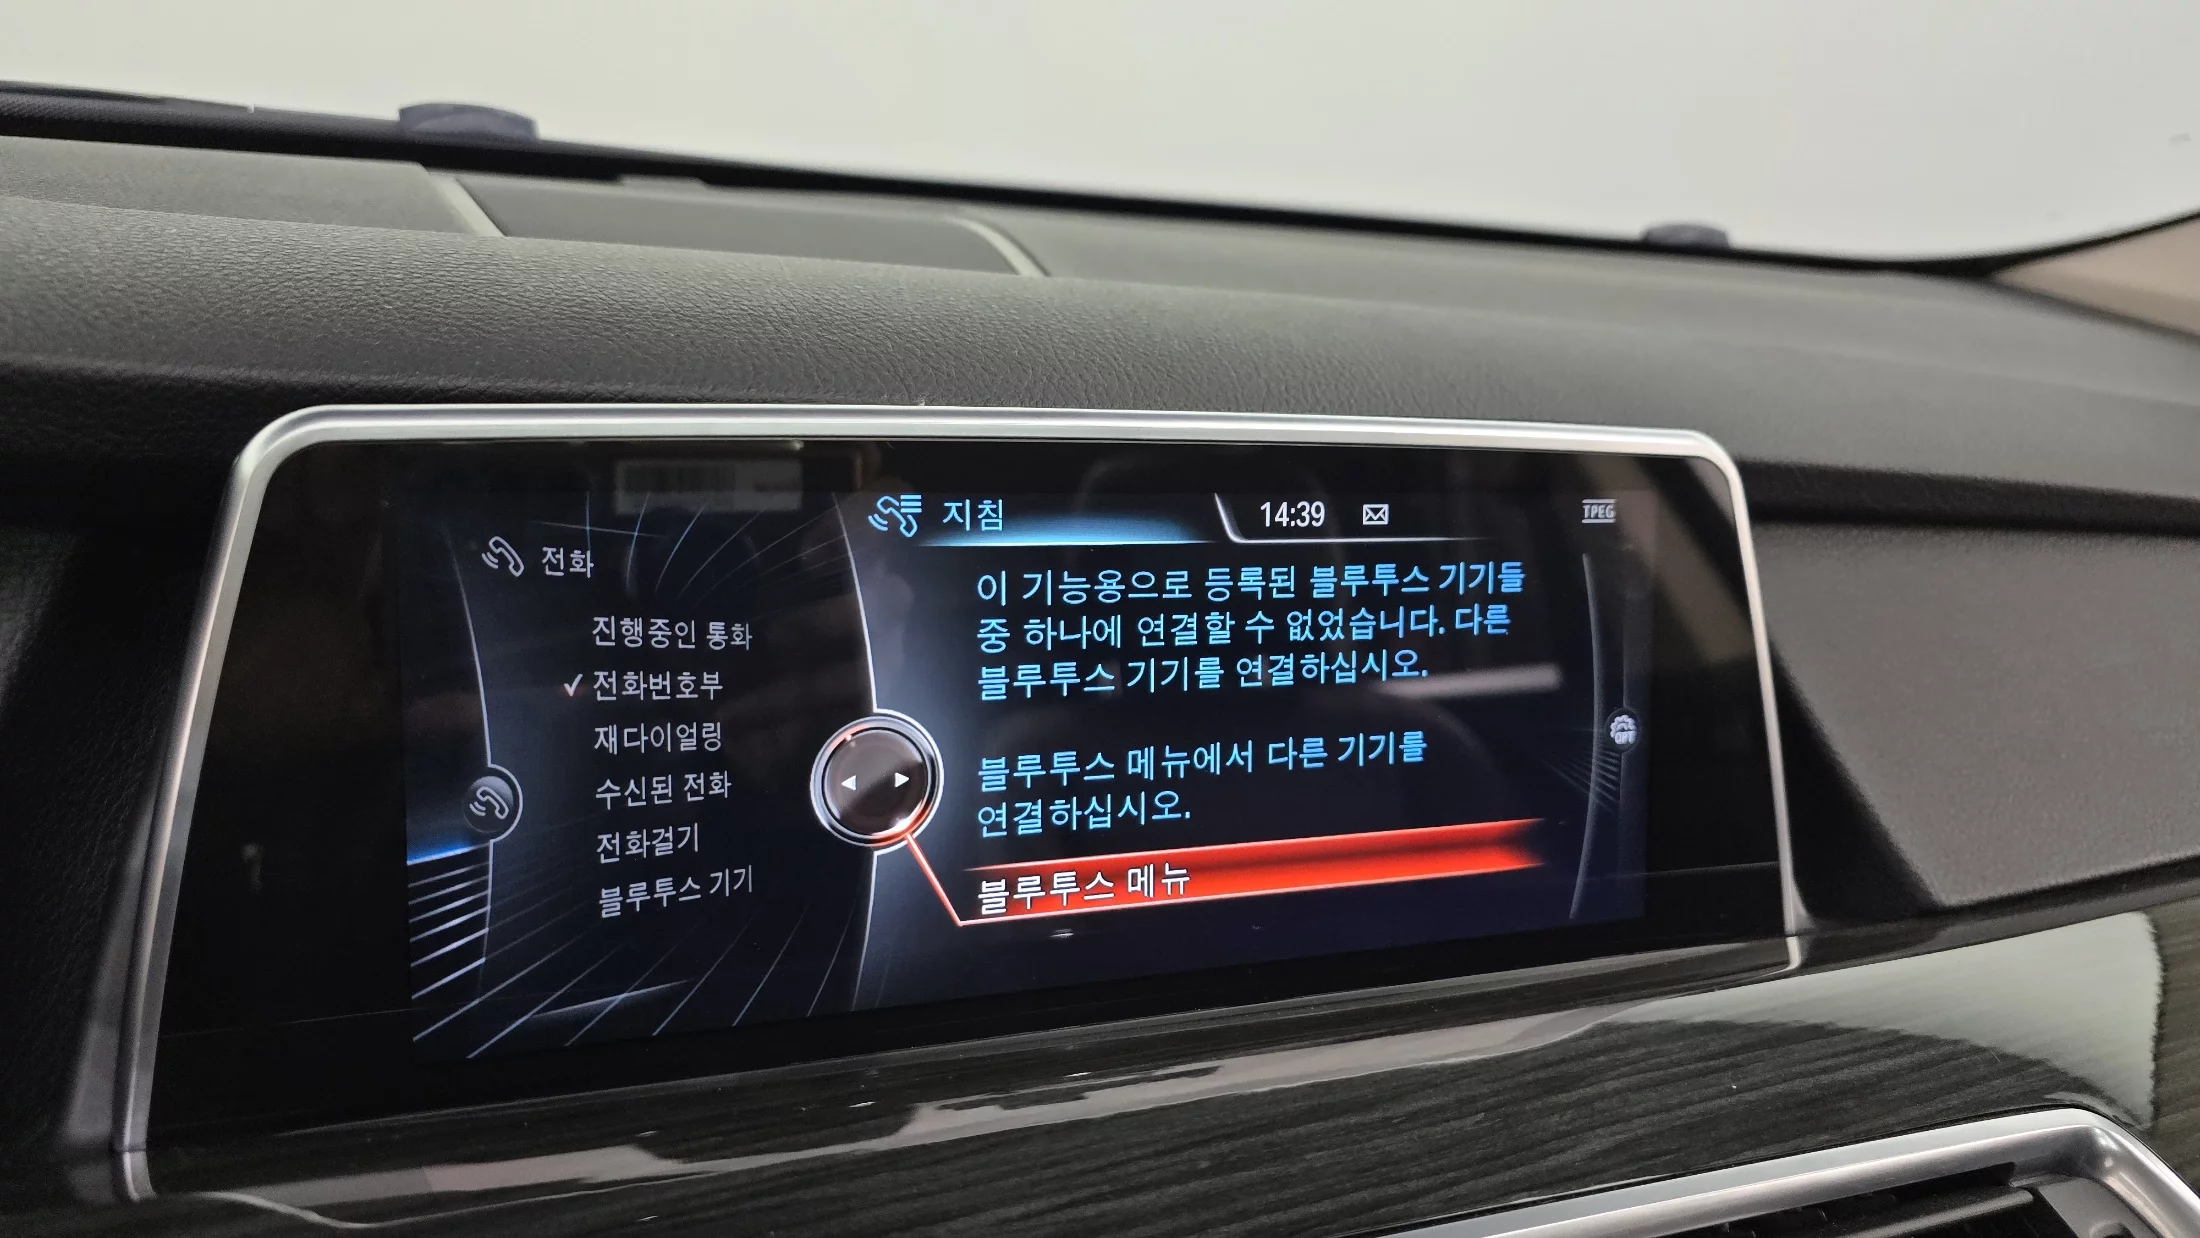 전화
진행중인 통화
✓ 전화번호부
재다이얼링
수신된 전화
전화걸기
블루투스 기기
지침
14:39
TPEG
이 기능용으로 등록된 블루투스 기기들
중 하나에 연결할 수 없었습니다. 다른
블루투스 기기를 연결하십시오.
블루투스 메뉴에서 다른 기기를
연결하십시오.
블루투스 메뉴
OPT